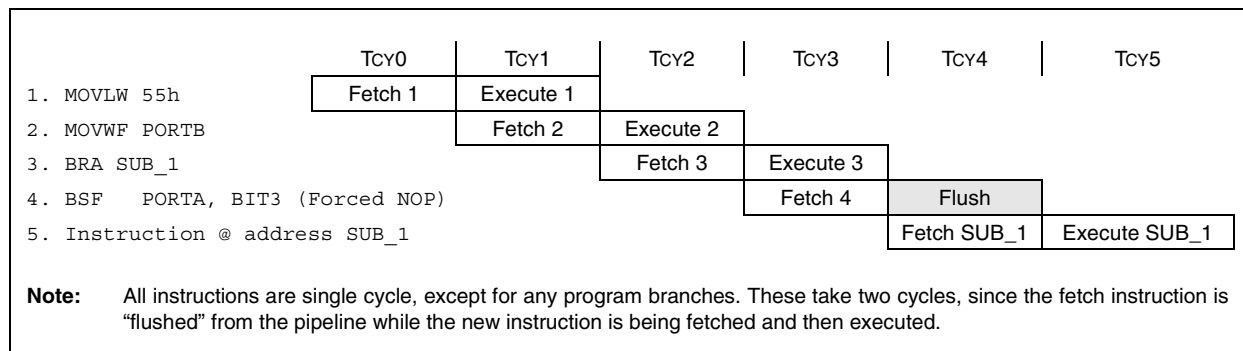 TCY0 TCY1 TCY2 TCY3 TCY4 TCY5
1. MOVLW 55h Fetch 1 Execute 1
2. MOVWF PORTB Fetch 2 Execute 2
3. BRA SUB_1 Fetch 3 Execute 3
4. BSF PORTA, BIT3 (Forced NOP) Fetch 4 Flush
5. Instruction @ address SUB_1 Fetch SUB_1 Execute SUB_1
Note: All instructions are single cycle, except for any program branches. These take two cycles, since the fetch instruction is
“flushed” from the pipeline while the new instruction is being fetched and then executed.